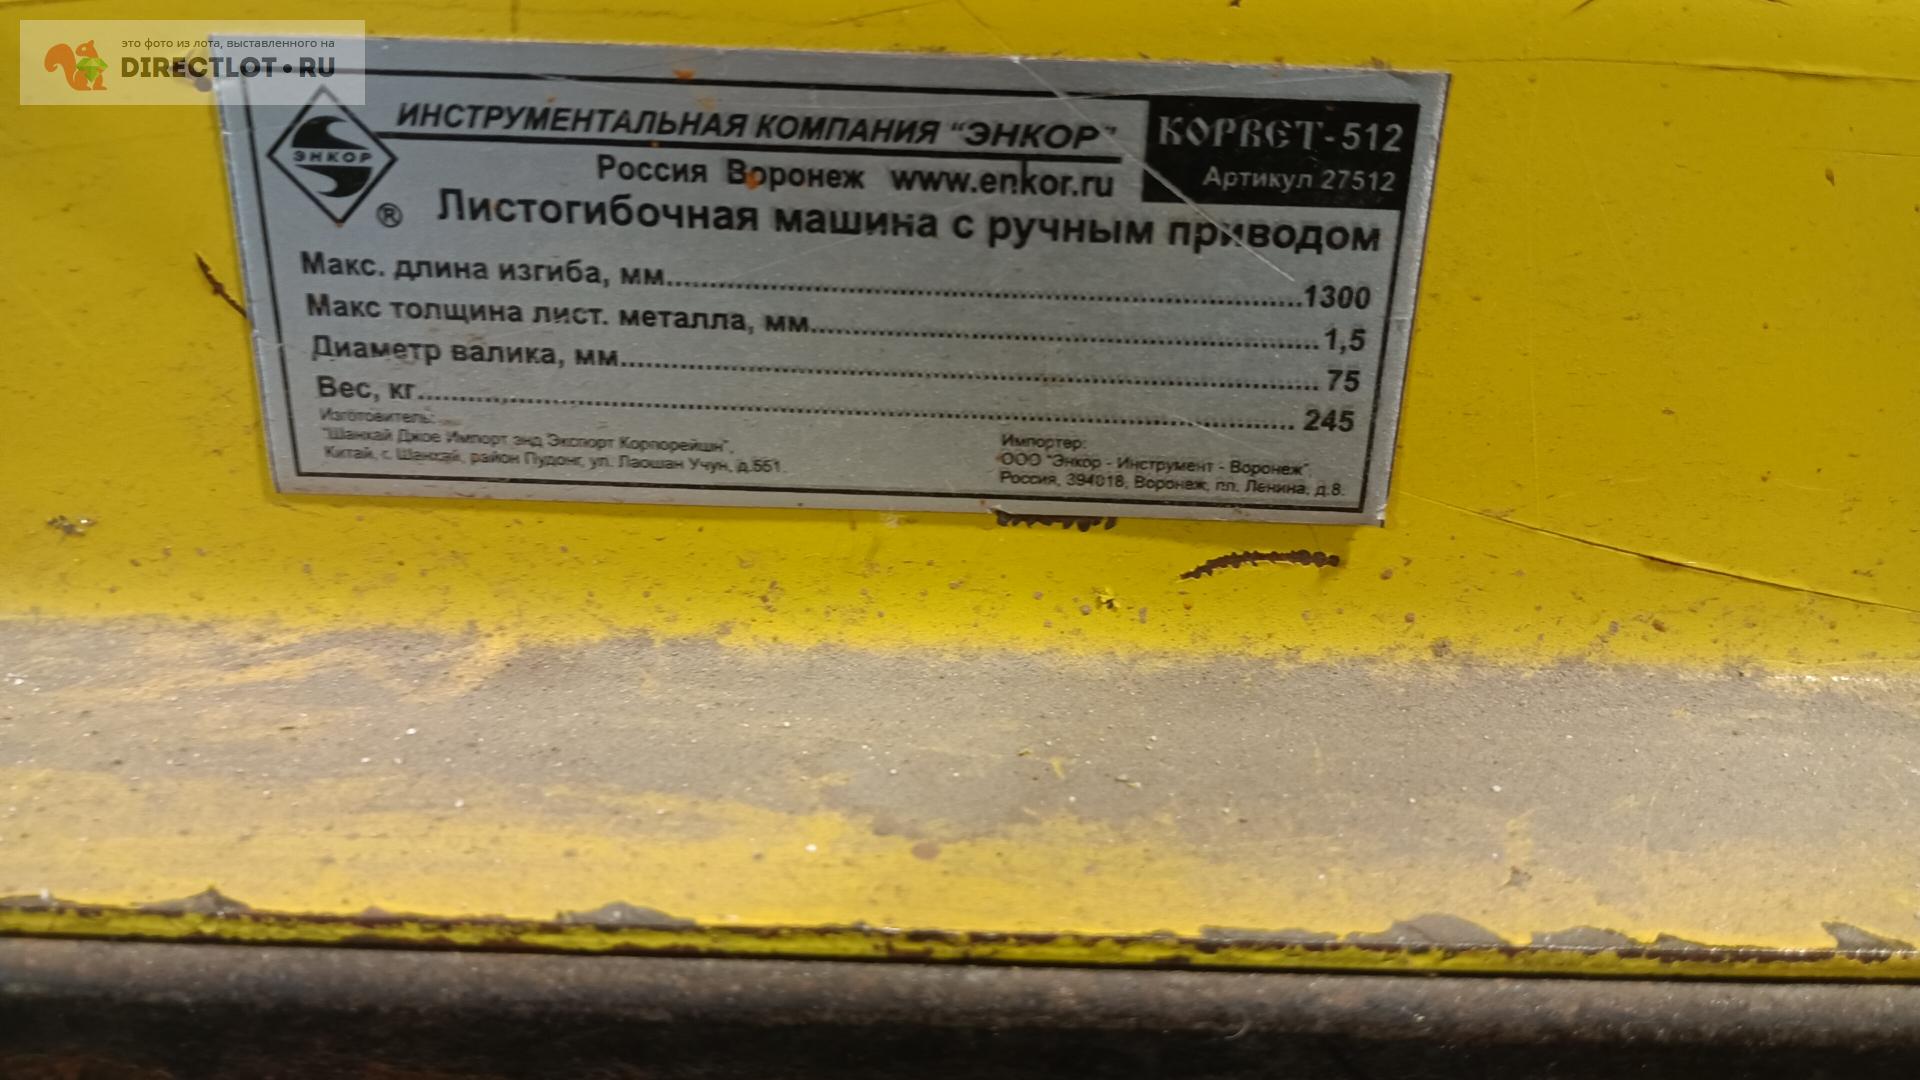 это фото из лота, выставленного на
DIRECTLOT•RU
ЭНКОР
®
ИНСТРУМЕНТАЛЬНАЯ КОМПАНИЯ "ЭНКОР"
Россия Воронеж www.enkor.ru
КОРВЕТ-512
Артикул 27512
Листогибочная машина с ручным приводом
Макс. длина изгиба, мм........1300
Макс толщина лист. металла, мм........1,5
Диаметр валика, мм........75
Вес, кг........245
Изготовитель:
"Шанхай Джое Импорт энд Экспорт Корпорейшн",
Китай, г. Шанхай, район Пудонг, ул. Лаошан Учун, д.551.
Импортер:
ООО "Энкор - Инструмент - Воронеж",
Россия, 394018, Воронеж, пл. Ленина, д.8.